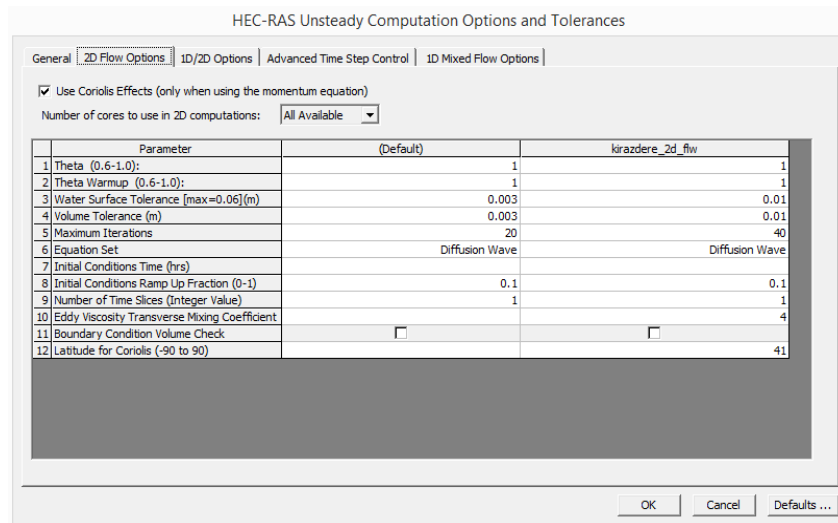 HEC-RAS Unsteady Computation Options and Tolerances
General 2D Flow Options 1D/2D Options Advanced Time Step Control 1D Mixed Flow Options
Use Coriolis Effects (only when using the momentum equation)
Number of cores to use in 2D computations: All Available
Parameter (Default) kirazdere_2d_flw
1 Theta (0.6-1.0): 1 1
2 Theta Warmup (0.6-1.0): 1 1
3 Water Surface Tolerance [max=0.06](m) 0.003 0.01
4 Volume Tolerance (m) 0.003 0.01
5 Maximum Iterations 20 40
6 Equation Set Diffusion Wave Diffusion Wave
7 Initial Conditions Time (hrs)
8 Initial Conditions Ramp Up Fraction (0-1) 0.1 0.1
9 Number of Time Slices (Integer Value) 1 1
10 Eddy Viscosity Transverse Mixing Coefficient 4
11 Boundary Condition Volume Check
12 Latitude for Coriolis (-90 to 90) 41
OK Cancel Defaults ...